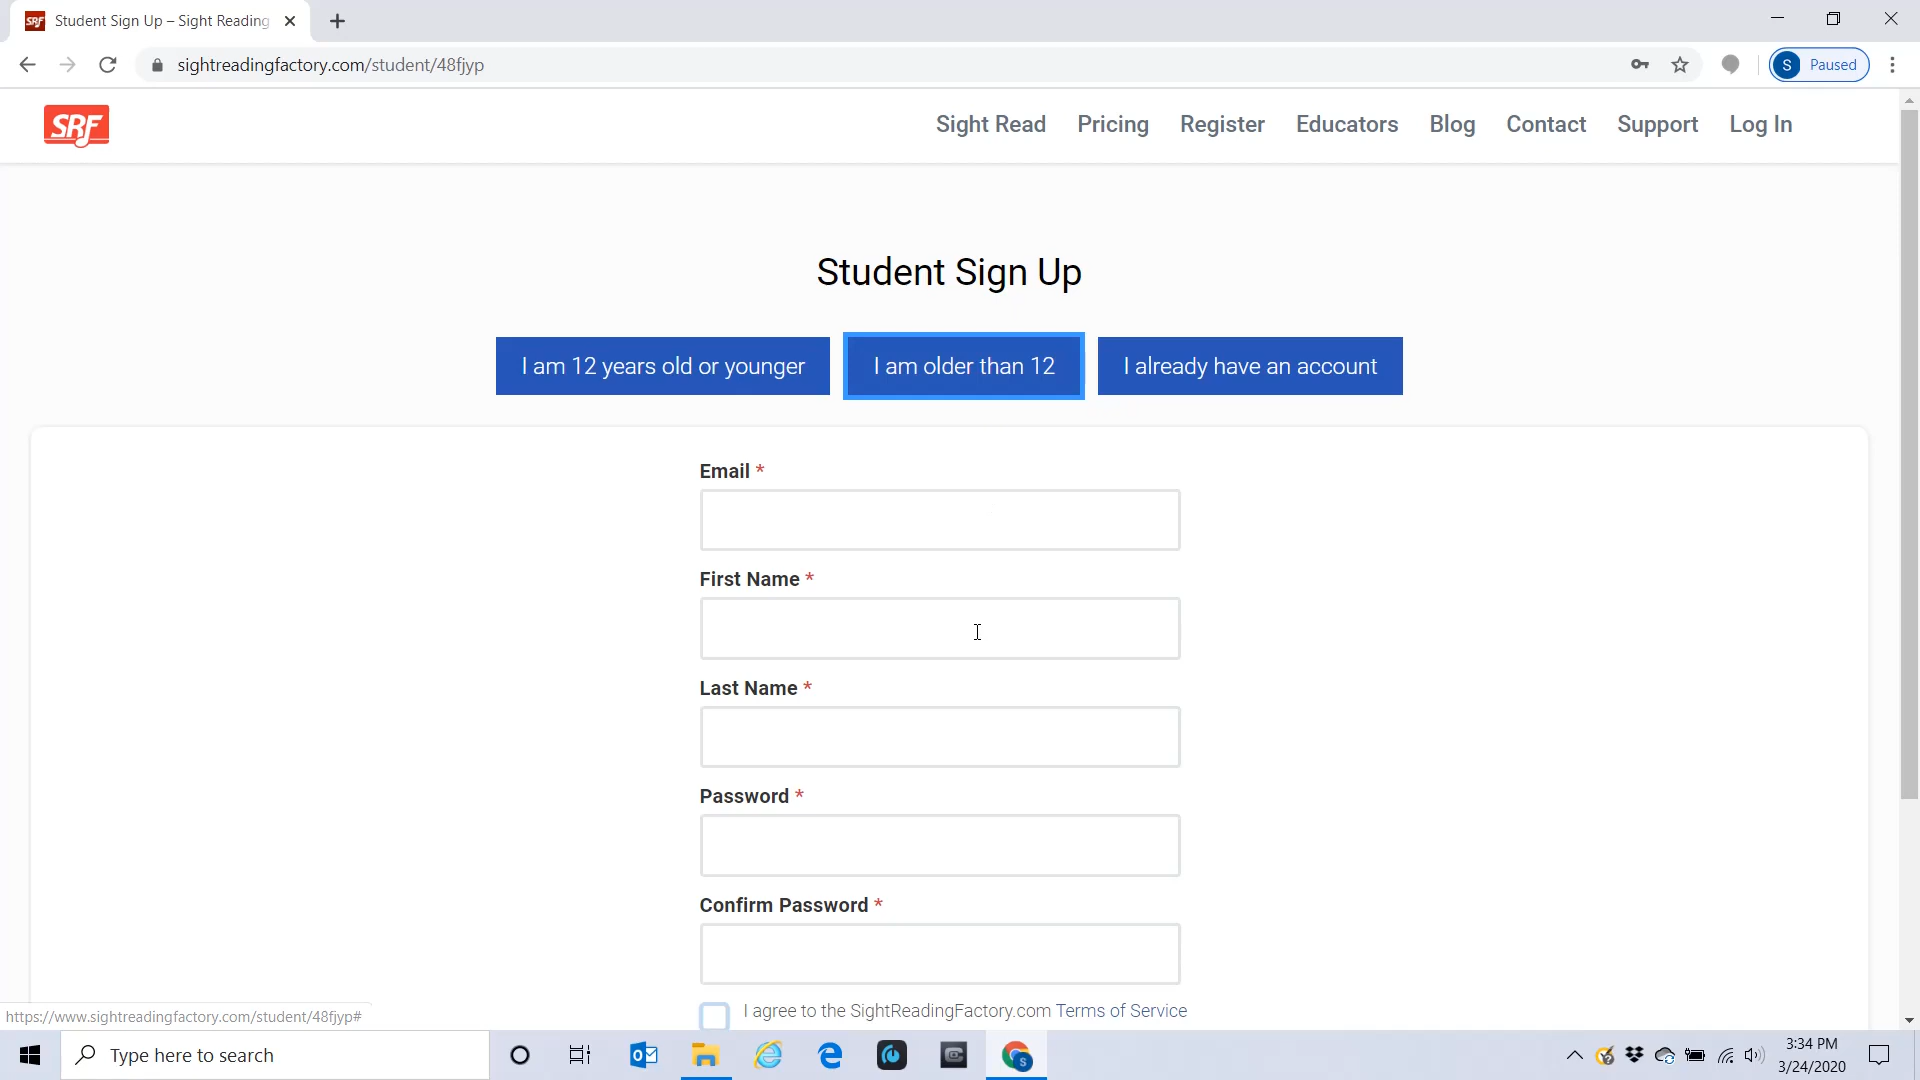 SRF Student Sign Up – Sight Reading
sightreadingfactory.com/student/48fjyp
S Paused
SRF
Sight Read Pricing Register Educators Blog Contact Support Log In
Student Sign Up
I am 12 years old or younger I am older than 12 I already have an account
Email *
First Name *
Last Name *
Password *
Confirm Password *
I agree to the SightReadingFactory.com Terms of Service
https://www.sightreadingfactory.com/student/48fjyp#
Type here to search
S
3:34 PM
3/24/2020